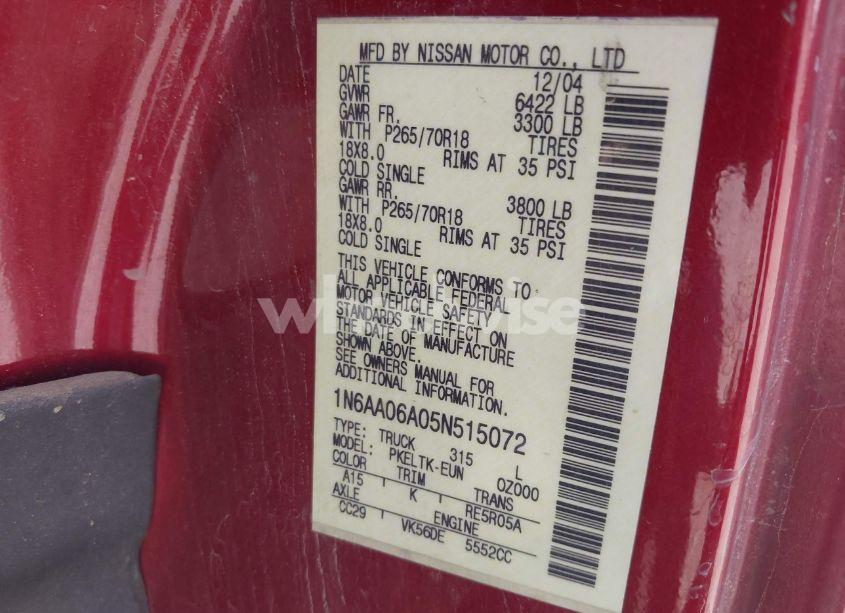 MFD BY NISSAN MOTOR CO., LTD
DATE 12/04
GVWR 6422 LB
GAWR FR. 3300 LB
WITH P265/70R18 TIRES
18X8.0 RIMS AT 35 PSI
COLD SINGLE
GAWR RR. 3800 LB
WITH P265/70R18 TIRES
18X8.0 RIMS AT 35 PSI
COLD SINGLE
THIS VEHICLE CONFORMS TO
ALL APPLICABLE FEDERAL
MOTOR VEHICLE SAFETY
STANDARDS IN EFFECT ON
THE DATE OF MANUFACTURE
SHOWN ABOVE.
SEE OWNERS MANUAL FOR
ADDITIONAL INFORMATION.
1N6AA06A05N515072
TYPE: TRUCK 315 L
MODEL: PKELTK-EUN OZ000
COLOR TRIM TRANS
A15 K RE5R05A
AXLE ENGINE
CC29 VK56DE 5552CC